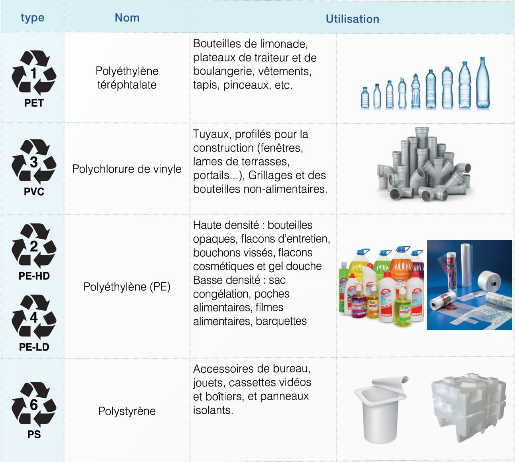 type Nom Utilisation
1
PET
Polyéthylène
téréphtalate
Bouteilles de limonade,
plateaux de traiteur et de
boulangerie, vêtements,
tapis, pinceaux, etc.
3
PVC
Polychlorure de vinyle
Tuyaux, profilés pour la
construction (fenêtres,
lames de terrasses,
portails...), Grillages et des
bouteilles non-alimentaires.
2
PE-HD
4
PE-LD
Polyéthylène (PE)
Haute densité : bouteilles
opaques, flacons d'entretien,
bouchons vissés, flacons
cosmétiques et gel douche
Basse densité : sac
congélation, poches
alimentaires, filmes
alimentaires, barquettes
6
PS
Polystyrène
Accessoires de bureau,
jouets, cassettes vidéos
et boîtiers, et panneaux
isolants.